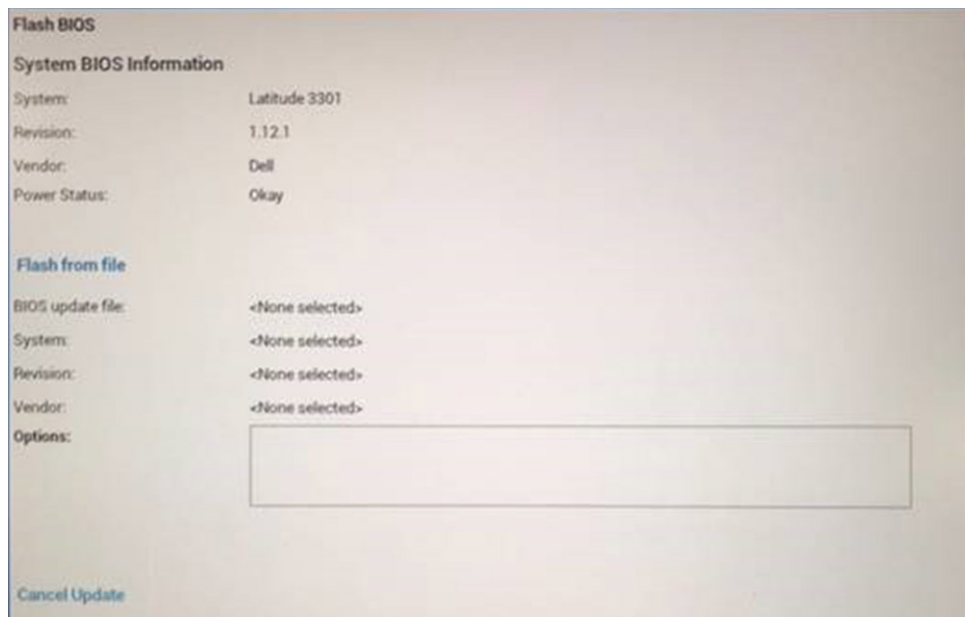 Flash BIOS
System BIOS Information
System: Latitude 3301
Revision: 1.12.1
Vendor: Dell
Power Status: Okay
Flash from file
BIOS update file: <None selected>
System: <None selected>
Revision: <None selected>
Vendor: <None selected>
Options:
Cancel Update